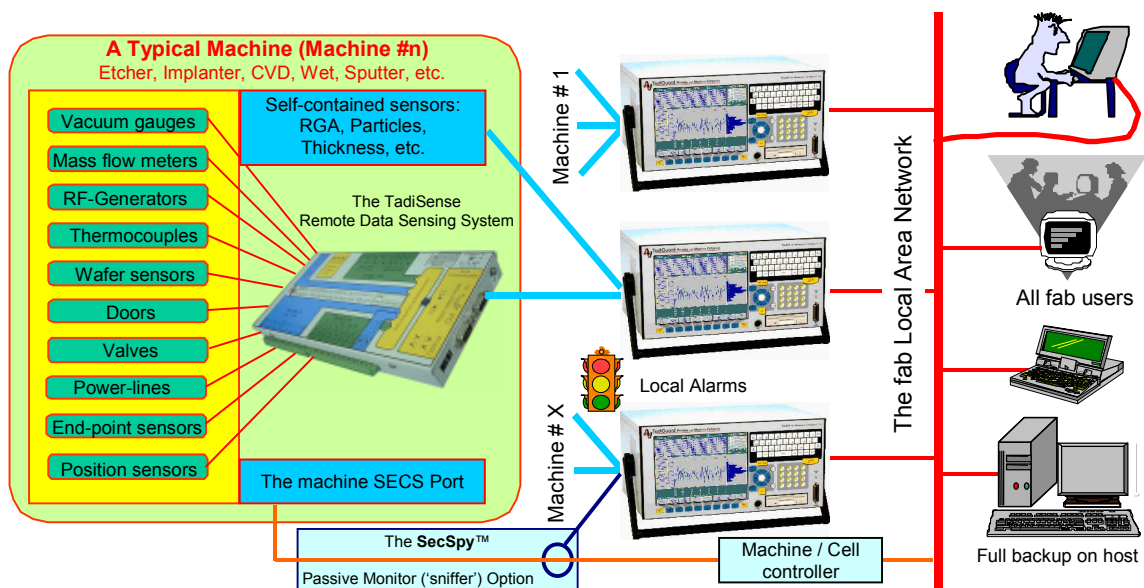 A Typical Machine (Machine #n)
Etcher, Implanter, CVD, Wet, Sputter, etc.
Vacuum gauges
Mass flow meters
RF-Generators
Thermocouples
Wafer sensors
Doors
Valves
Power-lines
End-point sensors
Position sensors
Self-contained sensors:
RGA, Particles,
Thickness, etc.
The TadiSense
Remote Data Sensing System
The machine SECS Port
The SecSpy™
Passive Monitor (‘sniffer’) Option
Machine # 1
Local Alarms
Machine # X
Machine / Cell
controller
The fab Local Area Network
All fab users
Full backup on host